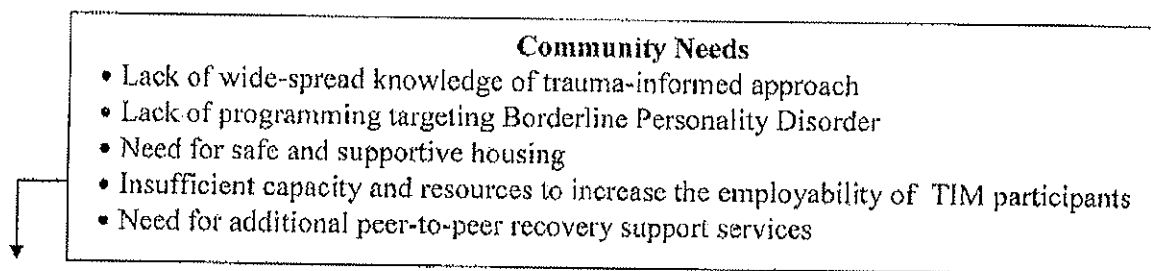 Community Needs
• Lack of wide-spread knowledge of trauma-informed approach
• Lack of programming targeting Borderline Personality Disorder
• Need for safe and supportive housing
• Insufficient capacity and resources to increase the employability of TIM participants
• Need for additional peer-to-peer recovery support services